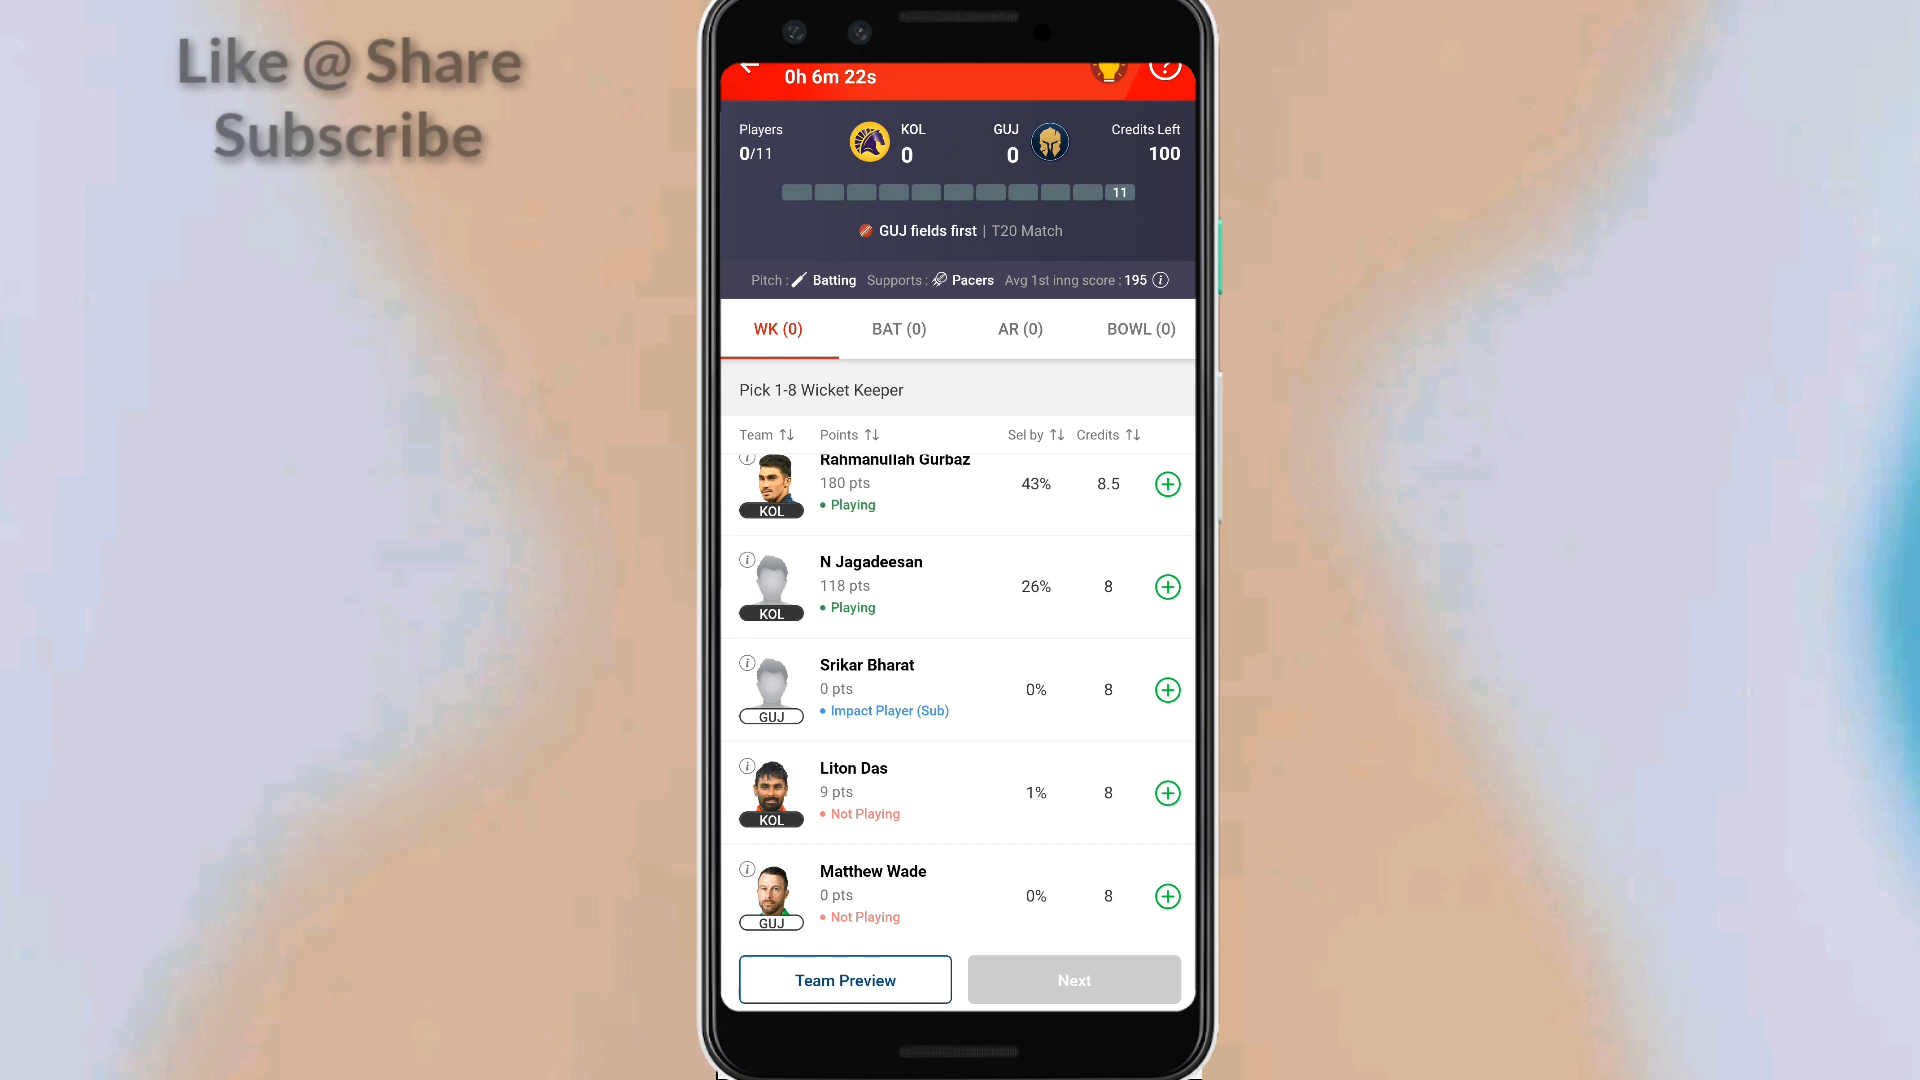 Like @ Share
Subscribe
0h 6m 22s
?
Players
0/11
KOL
0
GUJ
0
Credits Left
100
11
GUJ fields first | T20 Match
Pitch : Batting Supports : Pacers Avg 1st inng score : 195 i
WK (0) BAT (0) AR (0) BOWL (0)
Pick 1-8 Wicket Keeper
Team ↑↓ Points ↑↓ Sel by ↑↓ Credits ↑↓
i
Rahmanullah Gurbaz
180 pts 43% 8.5
Playing
KOL
i
N Jagadeesan
118 pts 26% 8
Playing
KOL
i
Srikar Bharat
0 pts 0% 8
Impact Player (Sub)
GUJ
i
Liton Das
9 pts 1% 8
Not Playing
KOL
i
Matthew Wade
0 pts 0% 8
Not Playing
GUJ
Team Preview Next